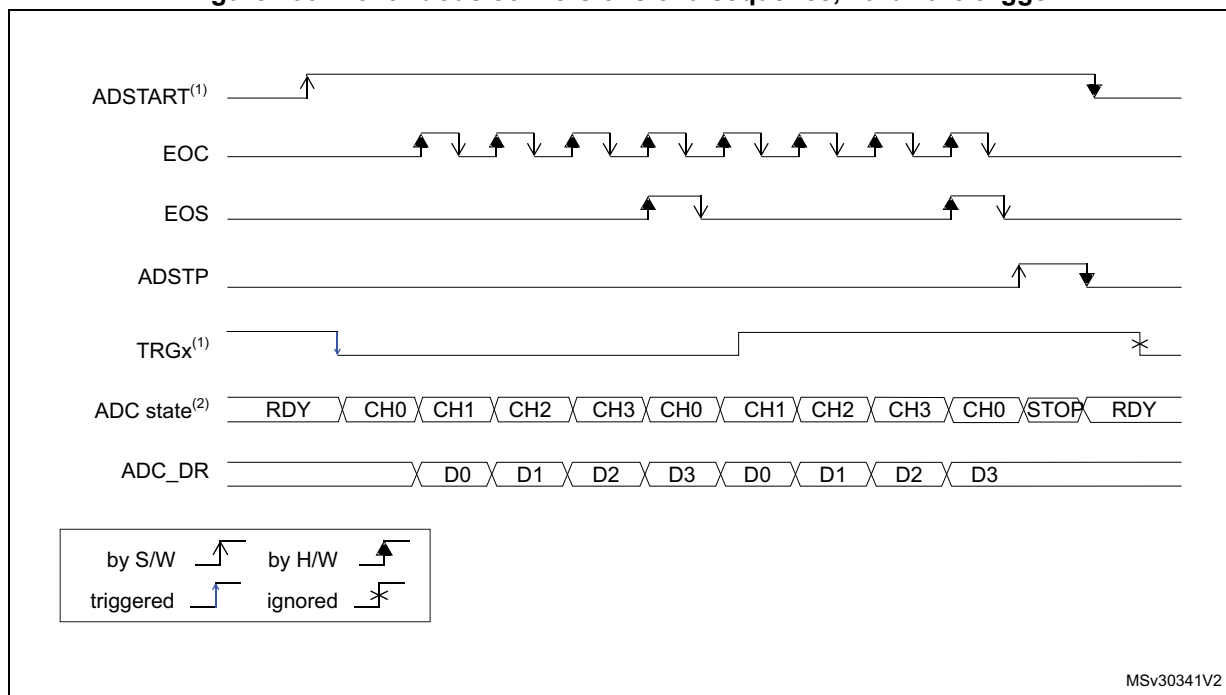 ADSTART(1)
EOC
EOS
ADSTP
TRGx(1)
ADC state(2) RDY CH0 CH1 CH2 CH3 CH0 CH1 CH2 CH3 CH0 STOP RDY
ADC_DR D0 D1 D2 D3 D0 D1 D2 D3
by S/W by H/W
triggered ignored
MSv30341V2